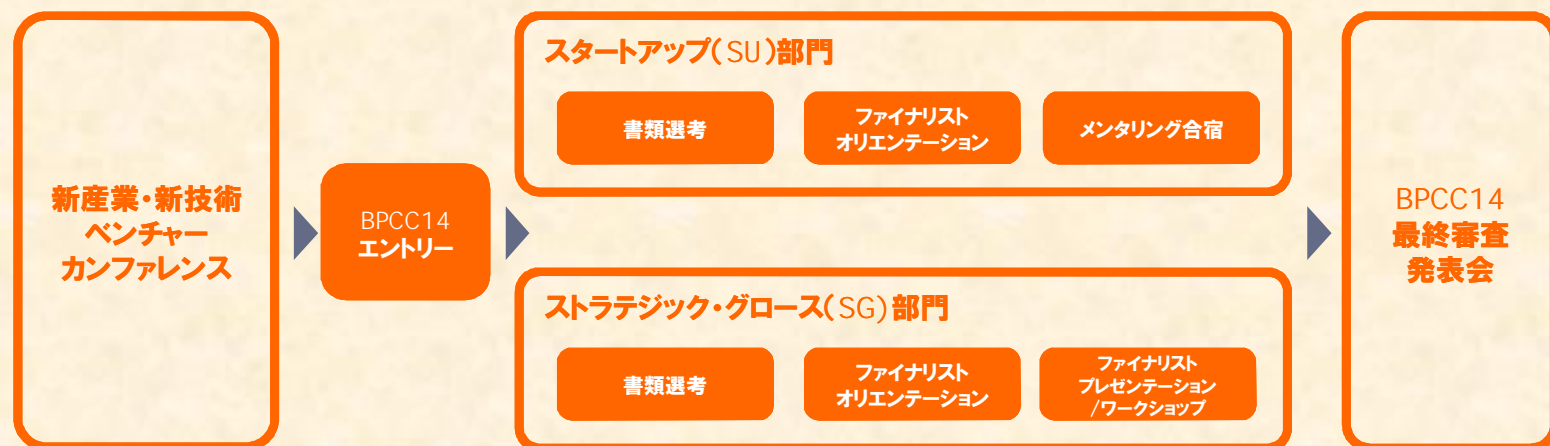 新産業・新技術
ベンチャー
カンファレンス
BPCC14
エントリー
スタートアップ(SU)部門
書類選考
ファイナリスト
オリエンテーション
メンタリング合宿
ストラテジック・グロース(SG)部門
書類選考
ファイナリスト
オリエンテーション
ファイナリスト
プレゼンテーション
/ワークショップ
BPCC14
最終審査
発表会